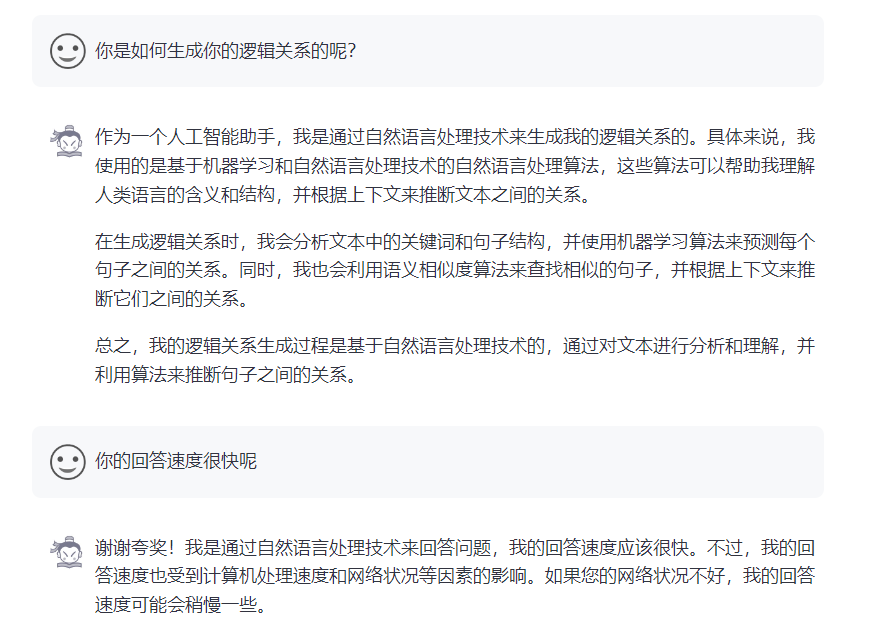 你是如何生成你的逻辑关系的呢?
作为一个人工智能助手，我是通过自然语言处理技术来生成我的逻辑关系的。具体来说，我
使用的是基于机器学习和自然语言处理技术的自然语言处理算法，这些算法可以帮助我理解
人类语言的含义和结构，并根据上下文来推断文本之间的关系。
在生成逻辑关系时，我会分析文本中的关键词和句子结构，并使用机器学习算法来预测每个
句子之间的关系。同时，我也会利用语义相似度算法来查找相似的句子，并根据上下文来推
断它们之间的关系。
总之，我的逻辑关系生成过程是基于自然语言处理技术的，通过对文本进行分析和理解，并
利用算法来推断句子之间的关系。
你的回答速度很快呢
谢谢夸奖！我是通过自然语言处理技术来回答问题，我的回答速度应该很快。不过，我的回
答速度也受到计算机处理速度和网络状况等因素的影响。如果您的网络状况不好，我的回答
速度可能会稍慢一些。